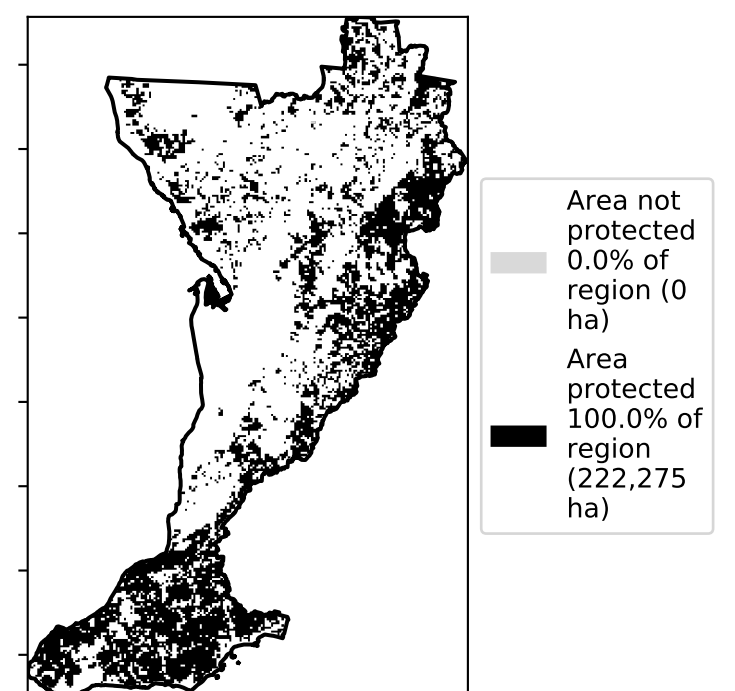 Area not
protected
0.0% of
region (0
ha)
Area
protected
100.0% of
region
(222,275
ha)